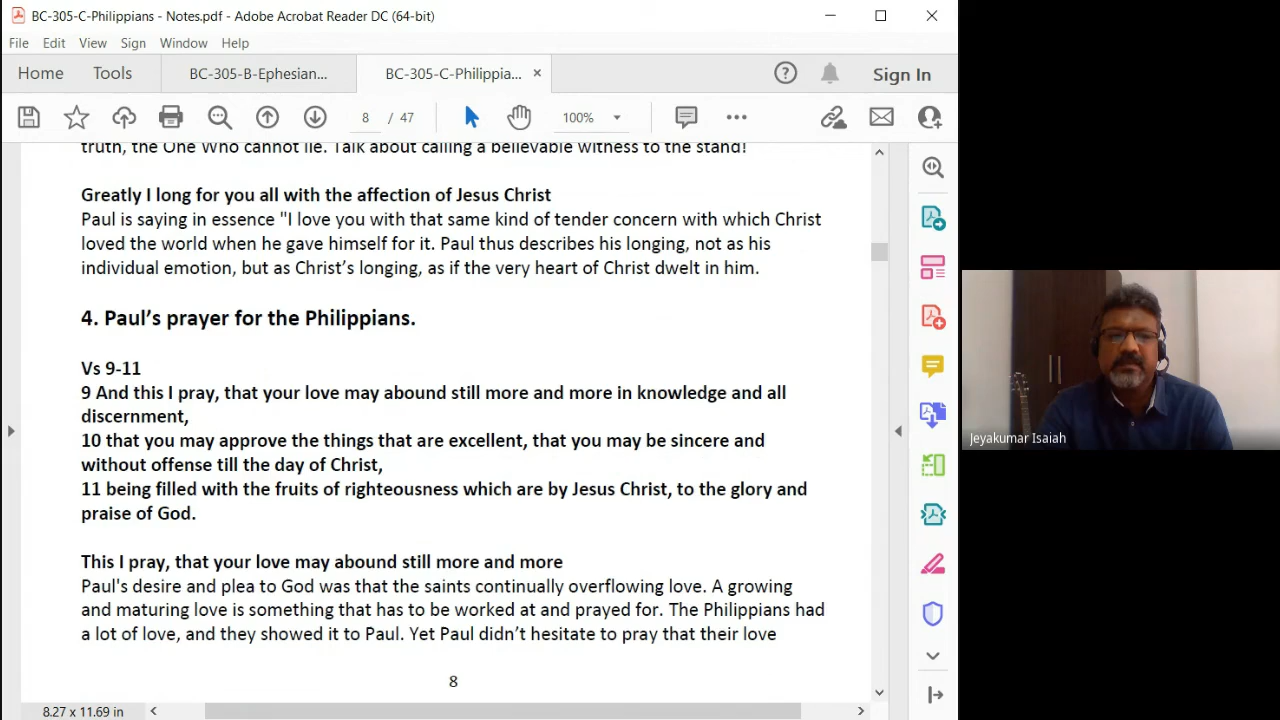 BC-305-C-Philippians - Notes.pdf - Adobe Acrobat Reader DC (64-bit)
File Edit View Sign Window Help
Home Tools BC-305-B-Ephesian... BC-305-C-Philippia... Sign In
8 / 47 100%
truth, the One Who cannot lie. Talk about calling a believable witness to the stand!
Greatly I long for you all with the affection of Jesus Christ
Paul is saying in essence "I love you with that same kind of tender concern with which Christ
loved the world when he gave himself for it. Paul thus describes his longing, not as his
individual emotion, but as Christ's longing, as if the very heart of Christ dwelt in him.
4. Paul's prayer for the Philippians.
Vs 9-11
9 And this I pray, that your love may abound still more and more in knowledge and all
discernment,
10 that you may approve the things that are excellent, that you may be sincere and
without offense till the day of Christ,
11 being filled with the fruits of righteousness which are by Jesus Christ, to the glory and
praise of God.
This I pray, that your love may abound still more and more
Paul's desire and plea to God was that the saints continually overflowing love. A growing
and maturing love is something that has to be worked at and prayed for. The Philippians had
a lot of love, and they showed it to Paul. Yet Paul didn't hesitate to pray that their love
8
8.27 x 11.69 in
Jeyakumar Isaiah